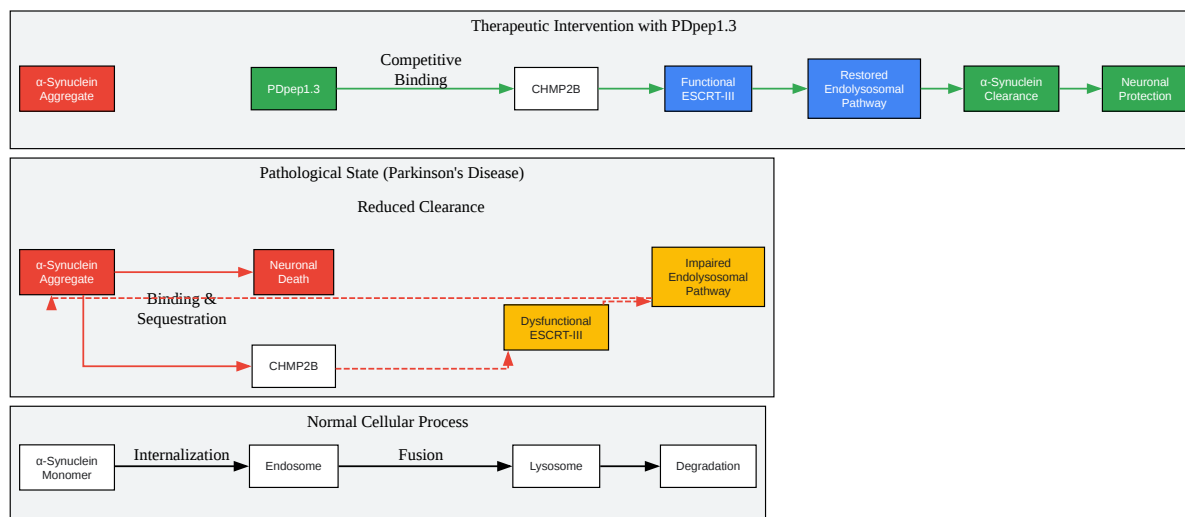 Therapeutic Intervention with PDpep1.3
α-Synuclein
Aggregate
PDpep1.3
Competitive
Binding
CHMP2B
Functional
ESCRT-III
Restored
Endolysosomal
Pathway
α-Synuclein
Clearance
Neuronal
Protection
Pathological State (Parkinson's Disease)
Reduced Clearance
α-Synuclein
Aggregate
Neuronal
Death
Impaired
Endolysosomal
Pathway
Binding &
Sequestration
Dysfunctional
ESCRT-III
CHMP2B
Normal Cellular Process
α-Synuclein
Monomer
Internalization
Endosome
Fusion
Lysosome
Degradation